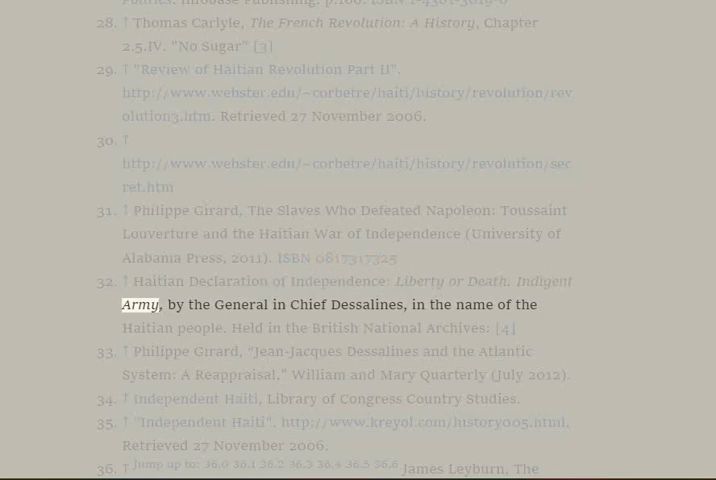 28. ↑ Thomas Carlyle, The French Revolution: A History, Chapter
2.5.IV. "No Sugar" [3]
29. ↑ "Review of Haitian Revolution Part II".
http://www.webster.edu/~corbetre/haiti/history/revolution/rev
olution3.htm. Retrieved 27 November 2006.
30. ↑
http://www.webster.edu/~corbetre/haiti/history/revolution/sec
ret.htm
31. ↑ Philippe Girard, The Slaves Who Defeated Napoleon: Toussaint
Louverture and the Haitian War of Independence (University of
Alabama Press, 2011). ISBN 0817317325
32. ↑ Haitian Declaration of Independence: Liberty or Death. Indigent
Army, by the General in Chief Dessalines, in the name of the
Haitian people. Held in the British National Archives: [4]
33. ↑ Philippe Girard, "Jean-Jacques Dessalines and the Atlantic
System: A Reappraisal," William and Mary Quarterly (July 2012).
34. ↑ Independent Haiti, Library of Congress Country Studies.
35. ↑ "Independent Haiti". http://www.kreyol.com/history005.html.
Retrieved 27 November 2006.
36. ↑ Jump up to: 36.0 36.1 36.2 36.3 36.4 36.5 36.6 James Leyburn, The